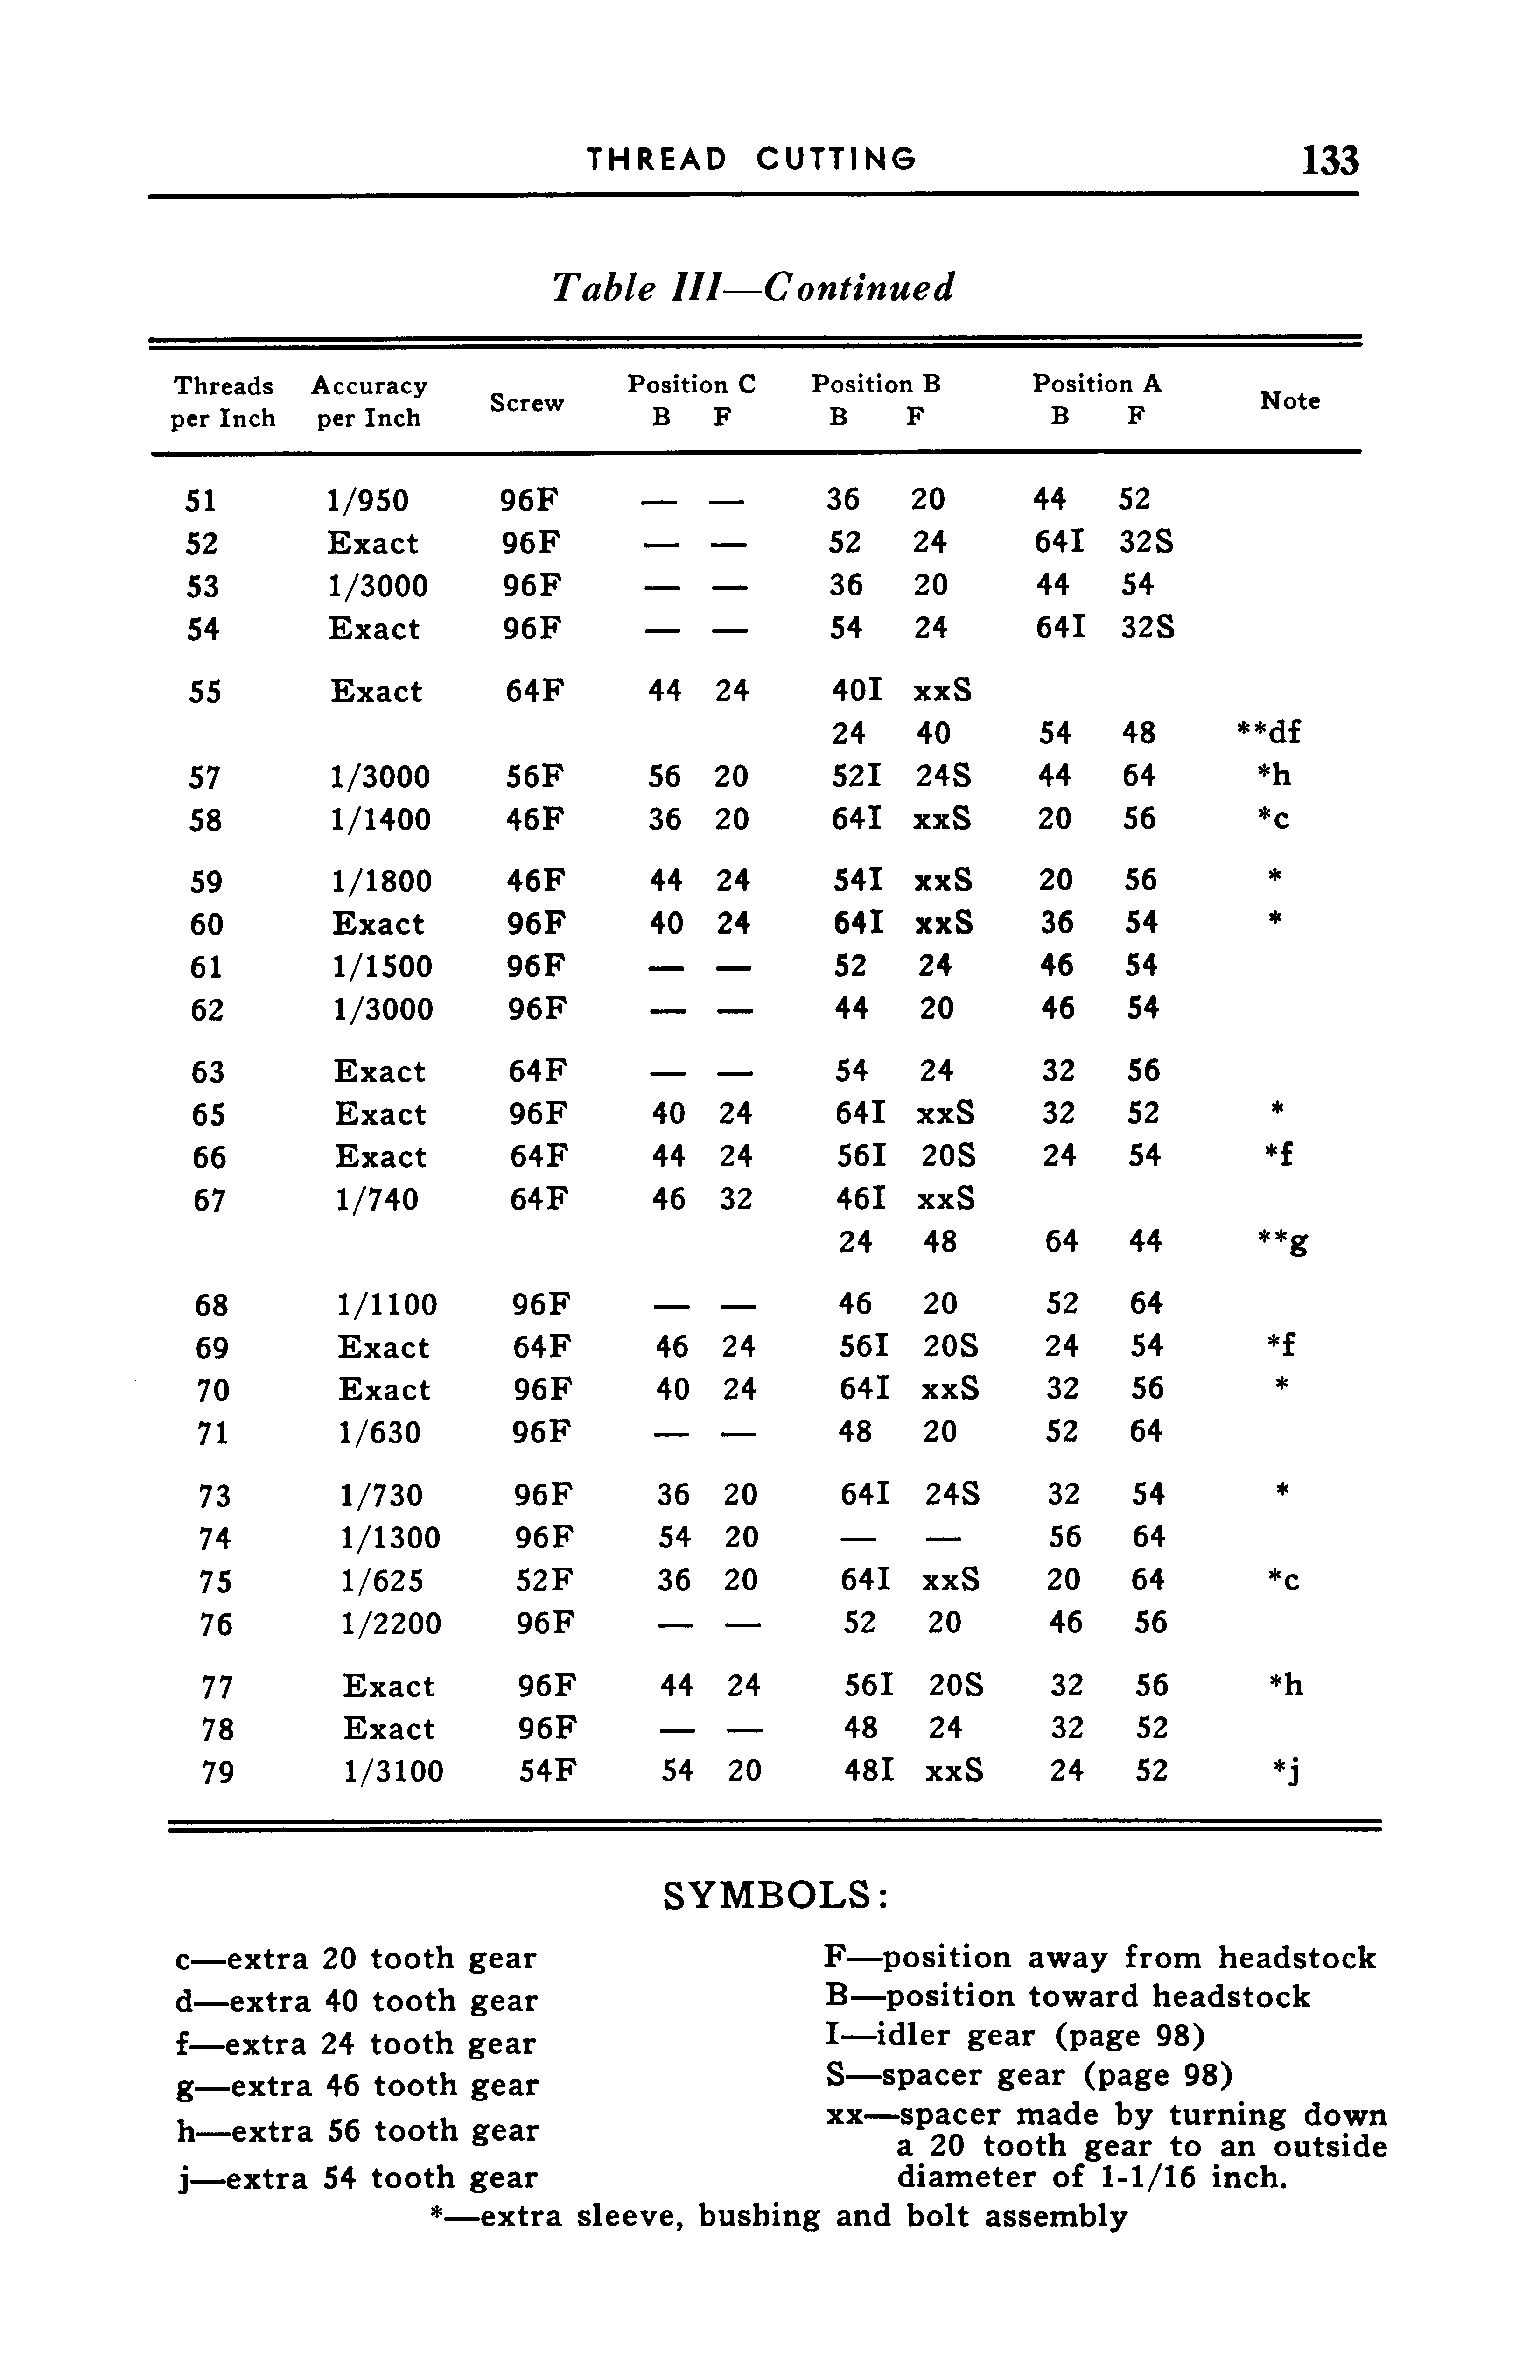 THREAD CUTTING 133
Table III—Continued
Threads per Inch Accuracy per Inch Screw Position C B F Position B B F Position A B F Note
51 1/950 96F — — 36 20 44 52
52 Exact 96F — — 52 24 64I 32S
53 1/3000 96F — — 36 20 44 54
54 Exact 96F — — 54 24 64I 32S
55 Exact 64F 44 24 40I xxS
24 40 54 48 **df
57 1/3000 56F 56 20 52I 24S 44 64 *h
58 1/1400 46F 36 20 64I xxS 20 56 *c
59 1/1800 46F 44 24 54I xxS 20 56 *
60 Exact 96F 40 24 64I xxS 36 54 *
61 1/1500 96F — — 52 24 46 54
62 1/3000 96F — — 44 20 46 54
63 Exact 64F — — 54 24 32 56
65 Exact 96F 40 24 64I xxS 32 52 *
66 Exact 64F 44 24 56I 20S 24 54 *f
67 1/740 64F 46 32 46I xxS
24 48 64 44 **g
68 1/1100 96F — — 46 20 52 64
69 Exact 64F 46 24 56I 20S 24 54 *f
70 Exact 96F 40 24 64I xxS 32 56 *
71 1/630 96F — — 48 20 52 64
73 1/730 96F 36 20 64I 24S 32 54 *
74 1/1300 96F 54 20 — — 56 64
75 1/625 52F 36 20 64I xxS 20 64 *c
76 1/2200 96F — — 52 20 46 56
77 Exact 96F 44 24 56I 20S 32 56 *h
78 Exact 96F — — 48 24 32 52
79 1/3100 54F 54 20 48I xxS 24 52 *j
SYMBOLS:
c—extra 20 tooth gear
d—extra 40 tooth gear
f—extra 24 tooth gear
g—extra 46 tooth gear
h—extra 56 tooth gear
j—extra 54 tooth gear
F—position away from headstock
B—position toward headstock
I—idler gear (page 98)
S—spacer gear (page 98)
xx—spacer made by turning down
a 20 tooth gear to an outside
diameter of 1-1/16 inch.
*—extra sleeve, bushing and bolt assembly